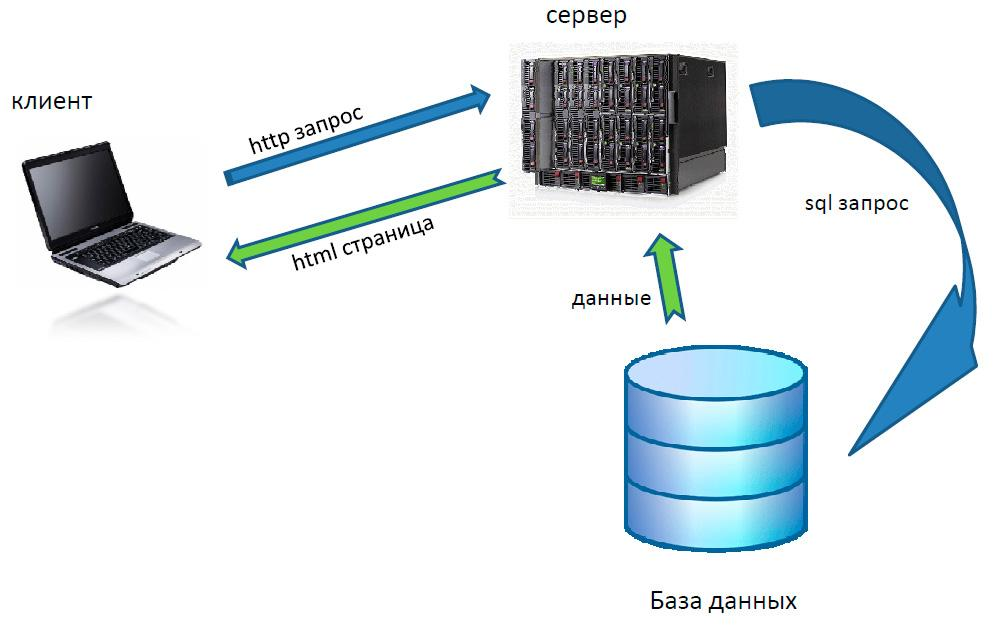 сервер
клиент
http запрос
html страница
sql запрос
данные
База данных